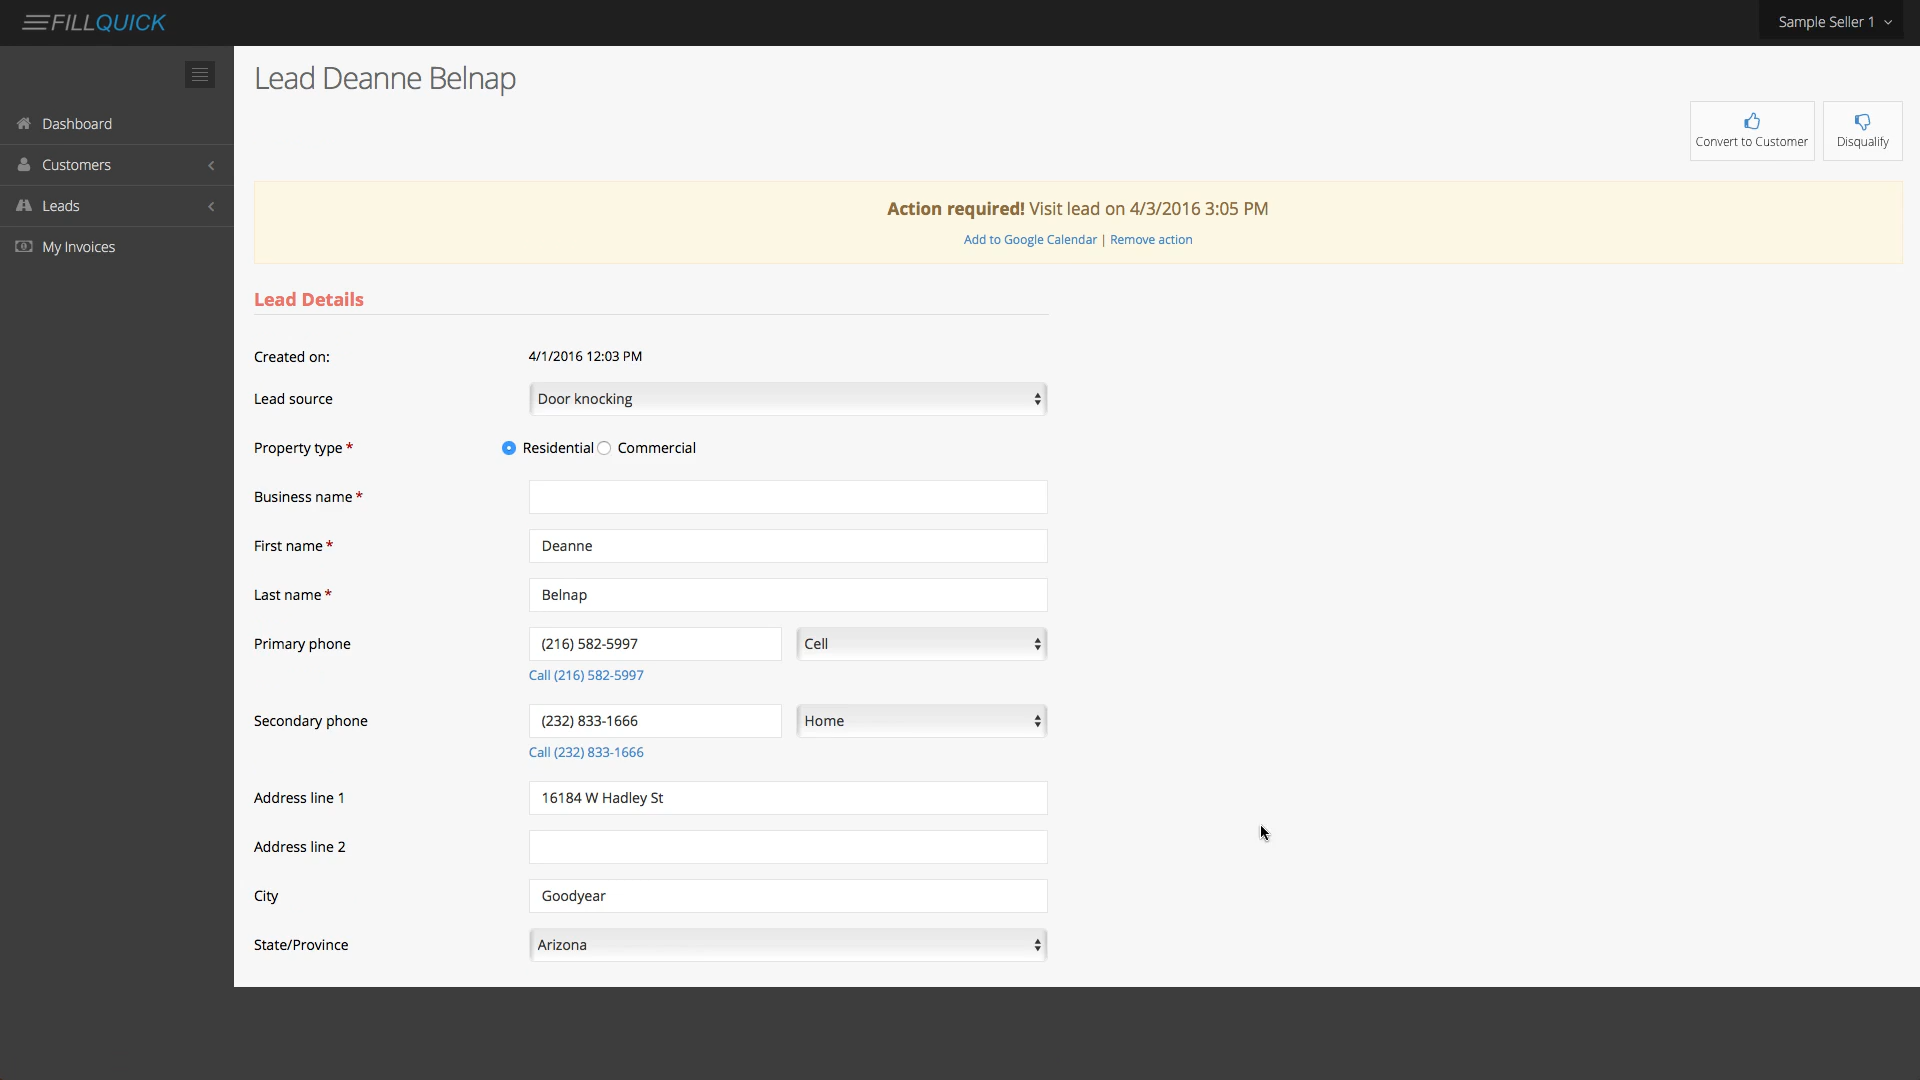 FILLQUICK
Sample Seller 1
Dashboard
Customers
Leads
My Invoices
Lead Deanne Belnap
Convert to Customer
Disqualify
Action required! Visit lead on 4/3/2016 3:05 PM
Add to Google Calendar | Remove action
Lead Details
Created on: 4/1/2016 12:03 PM
Lead source Door knocking
Property type * Residential Commercial
Business name *
First name * Deanne
Last name * Belnap
Primary phone (216) 582-5997 Cell
Call (216) 582-5997
Secondary phone (232) 833-1666 Home
Call (232) 833-1666
Address line 1 16184 W Hadley St
Address line 2
City Goodyear
State/Province Arizona